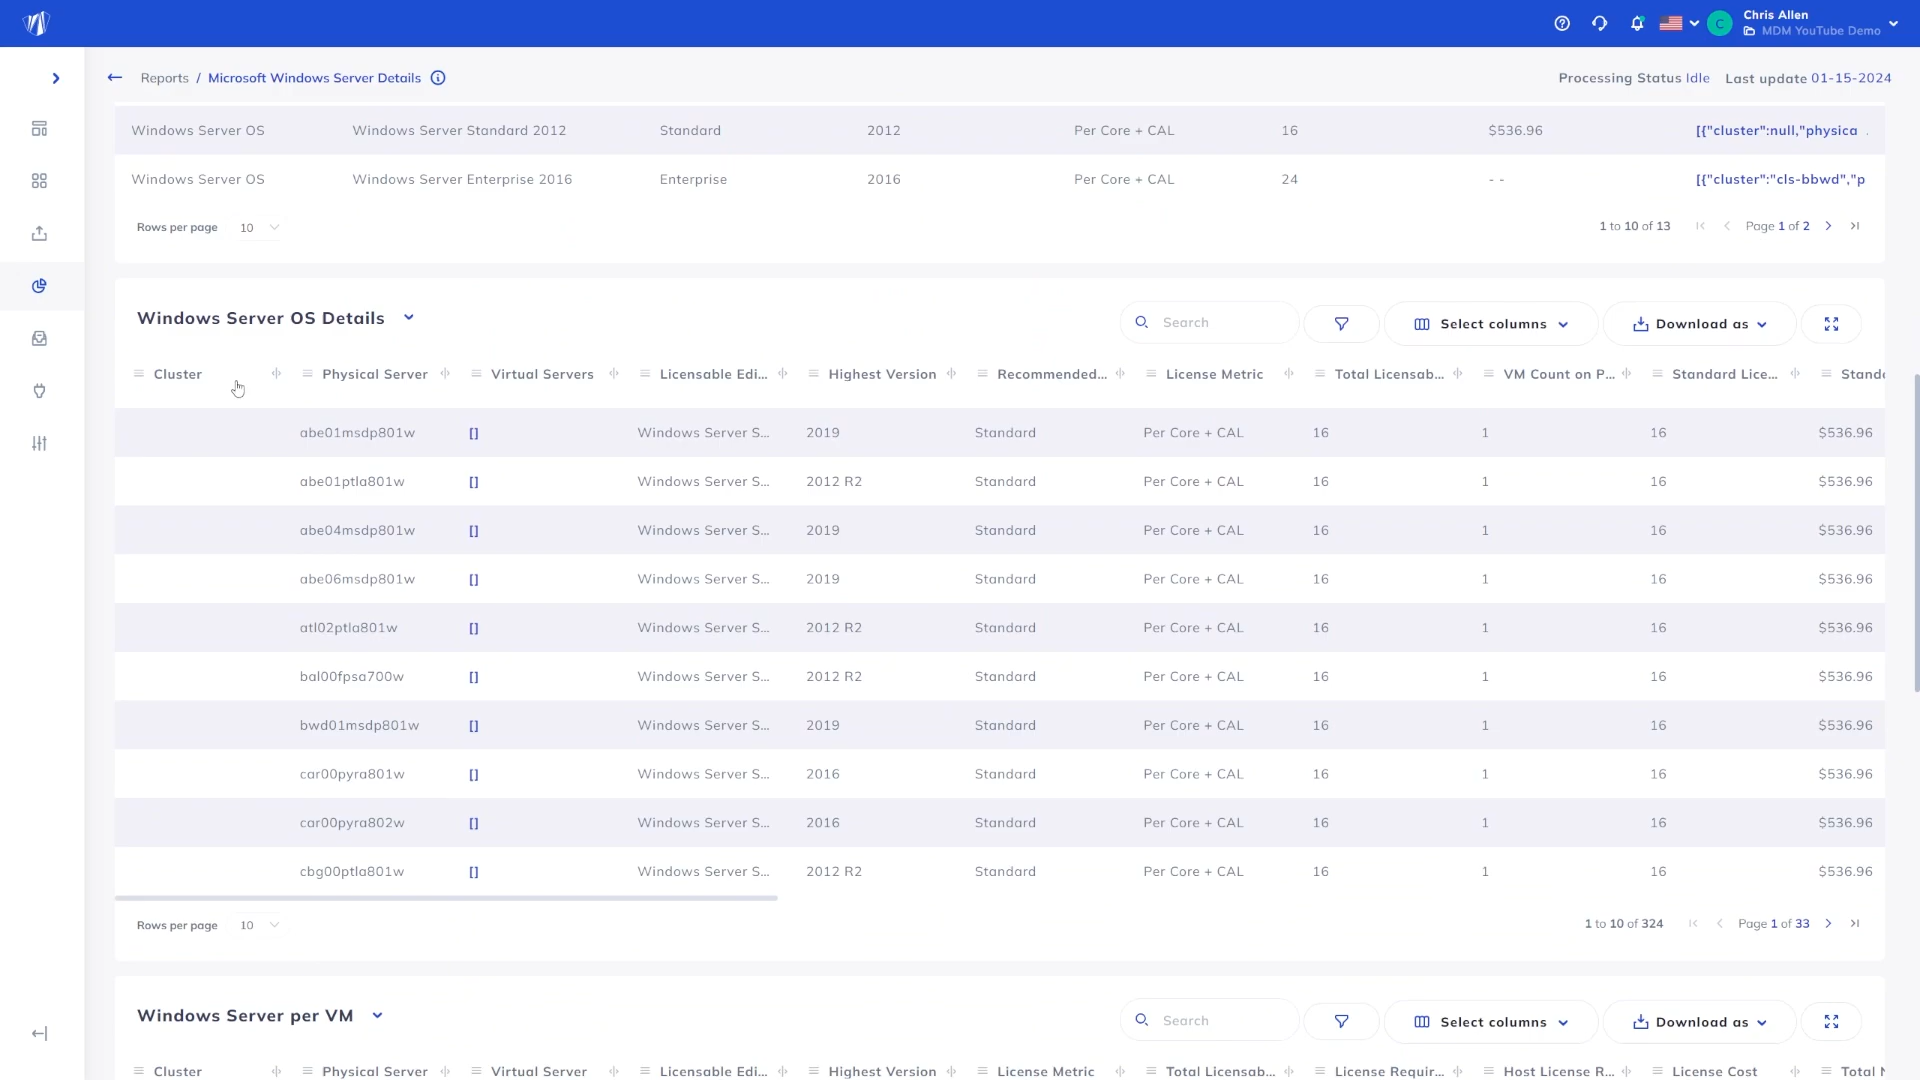 Chris Allen
C
MDM YouTube Demo
Reports / Microsoft Windows Server Details
Processing Status Idle Last update 01-15-2024
Windows Server OS Windows Server Standard 2012 Standard 2012 Per Core + CAL 16 $536.96 [{"cluster":null,"physica .
Windows Server OS Windows Server Enterprise 2016 Enterprise 2016 Per Core + CAL 24 - - [{"cluster":"cls-bbwd","p
Rows per page 10 1 to 10 of 13 Page 1 of 2
Windows Server OS Details Search Select columns Download as
Cluster Physical Server Virtual Servers Licensable Edi... Highest Version Recommended... License Metric Total Licensab... VM Count on P... Standard Lice... Stand
abe01msdp801w [] Windows Server S... 2019 Standard Per Core + CAL 16 1 16 $536.96
abe01ptla801w [] Windows Server S... 2012 R2 Standard Per Core + CAL 16 1 16 $536.96
abe04msdp801w [] Windows Server S... 2019 Standard Per Core + CAL 16 1 16 $536.96
abe06msdp801w [] Windows Server S... 2019 Standard Per Core + CAL 16 1 16 $536.96
atl02ptla801w [] Windows Server S... 2012 R2 Standard Per Core + CAL 16 1 16 $536.96
bal00fpsa700w [] Windows Server S... 2012 R2 Standard Per Core + CAL 16 1 16 $536.96
bwd01msdp801w [] Windows Server S... 2019 Standard Per Core + CAL 16 1 16 $536.96
car00pyra801w [] Windows Server S... 2016 Standard Per Core + CAL 16 1 16 $536.96
car00pyra802w [] Windows Server S... 2016 Standard Per Core + CAL 16 1 16 $536.96
cbg00ptla801w [] Windows Server S... 2012 R2 Standard Per Core + CAL 16 1 16 $536.96
Rows per page 10 1 to 10 of 324 Page 1 of 33
Windows Server per VM Search Select columns Download as
Cluster Physical Server Virtual Server Licensable Edi... Highest Version License Metric Total Licensab... License Requir... Host License R... License Cost Total